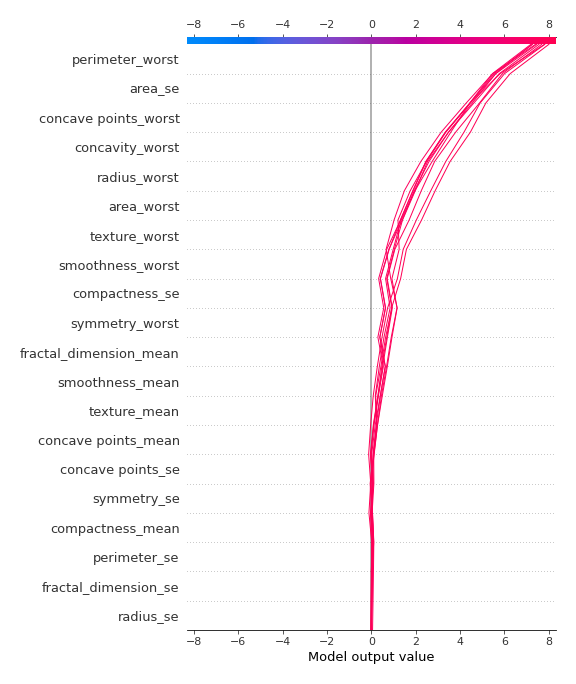 −8 −6 −4 −2 0 2 4 6 8
perimeter_worst
area_se
concave points_worst
concavity_worst
radius_worst
area_worst
texture_worst
smoothness_worst
compactness_se
symmetry_worst
fractal_dimension_mean
smoothness_mean
texture_mean
concave points_mean
concave points_se
symmetry_se
compactness_mean
perimeter_se
fractal_dimension_se
radius_se
−8 −6 −4 −2 0 2 4 6 8
Model output value